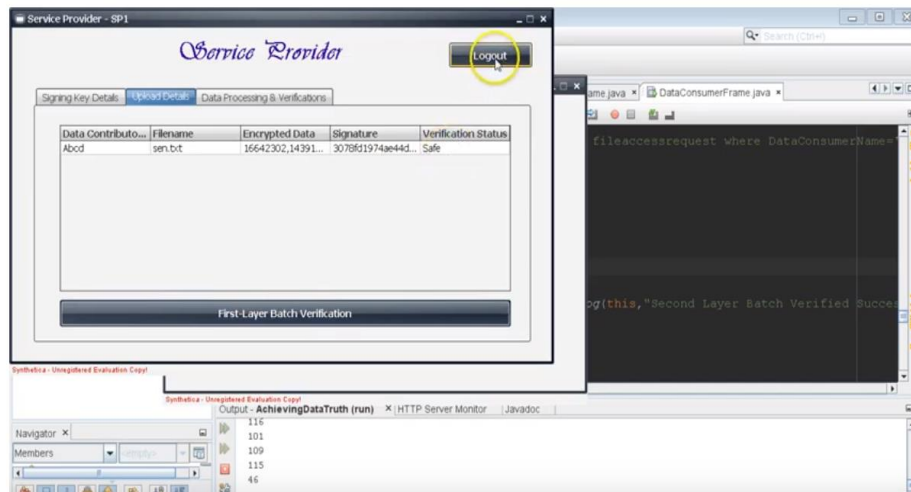 Service Provider - SP1
Search (Ctrl+I)
Service Provider
Logout
Signing Key Details
Upload Details
Data Processing & Verifications
ame.java
DataConsumerFrame.java
Data Contributo... Filename Encrypted Data Signature Verification Status
Abcd sen.txt 16642302,14391... 3078fd1974ae44d... Safe
fileaccessrequest where DataConsumerName='
og(this,"Second Layer Batch Verified Succes
First-Layer Batch Verification
Synthetica - Unregistered Evaluation Copy!
Synthetica - Unregistered Evaluation Copy!
Output - AchievingDataTruth (run) HTTP Server Monitor Javadoc
116
101
109
115
46
Navigator
Members <empty>